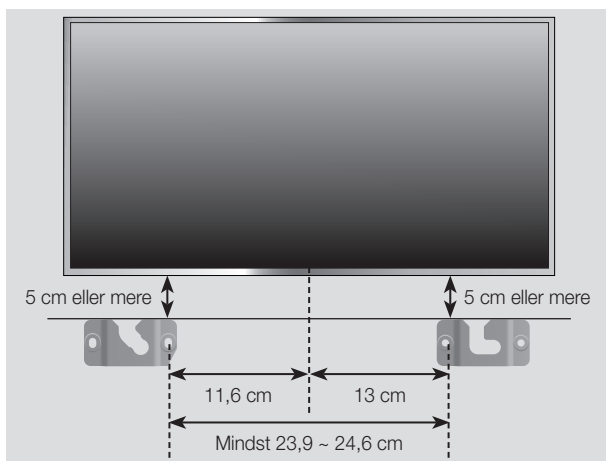 5 cm eller mere
5 cm eller mere
11,6 cm
13 cm
Mindst 23,9 ~ 24,6 cm